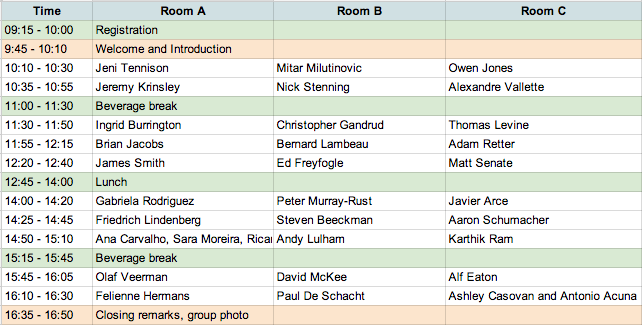 Time Room A Room B Room C
09:15 - 10:00 Registration
9:45 - 10:10 Welcome and Introduction
10:10 - 10:30 Jeni Tennison Mitar Milutinovic Owen Jones
10:35 - 10:55 Jeremy Krinsley Nick Stenning Alexandre Vallette
11:00 - 11:30 Beverage break
11:30 - 11:50 Ingrid Burrington Christopher Gandrud Thomas Levine
11:55 - 12:15 Brian Jacobs Bernard Lambeau Adam Retter
12:20 - 12:40 James Smith Ed Freyfogle Matt Senate
12:45 - 14:00 Lunch
14:00 - 14:20 Gabriela Rodriguez Peter Murray-Rust Javier Arce
14:25 - 14:45 Friedrich Lindenberg Steven Beeckman Aaron Schumacher
14:50 - 15:10 Ana Carvalho, Sara Moreira, Andy Lulham Karthik Ram
15:15 - 15:45 Beverage break
15:45 - 16:05 Olaf Veerman David McKee Alf Eaton
16:10 - 16:30 Felienne Hermans Paul De Schacht Ashley Casovan and Antonio Acuna
16:35 - 16:50 Closing remarks, group photo